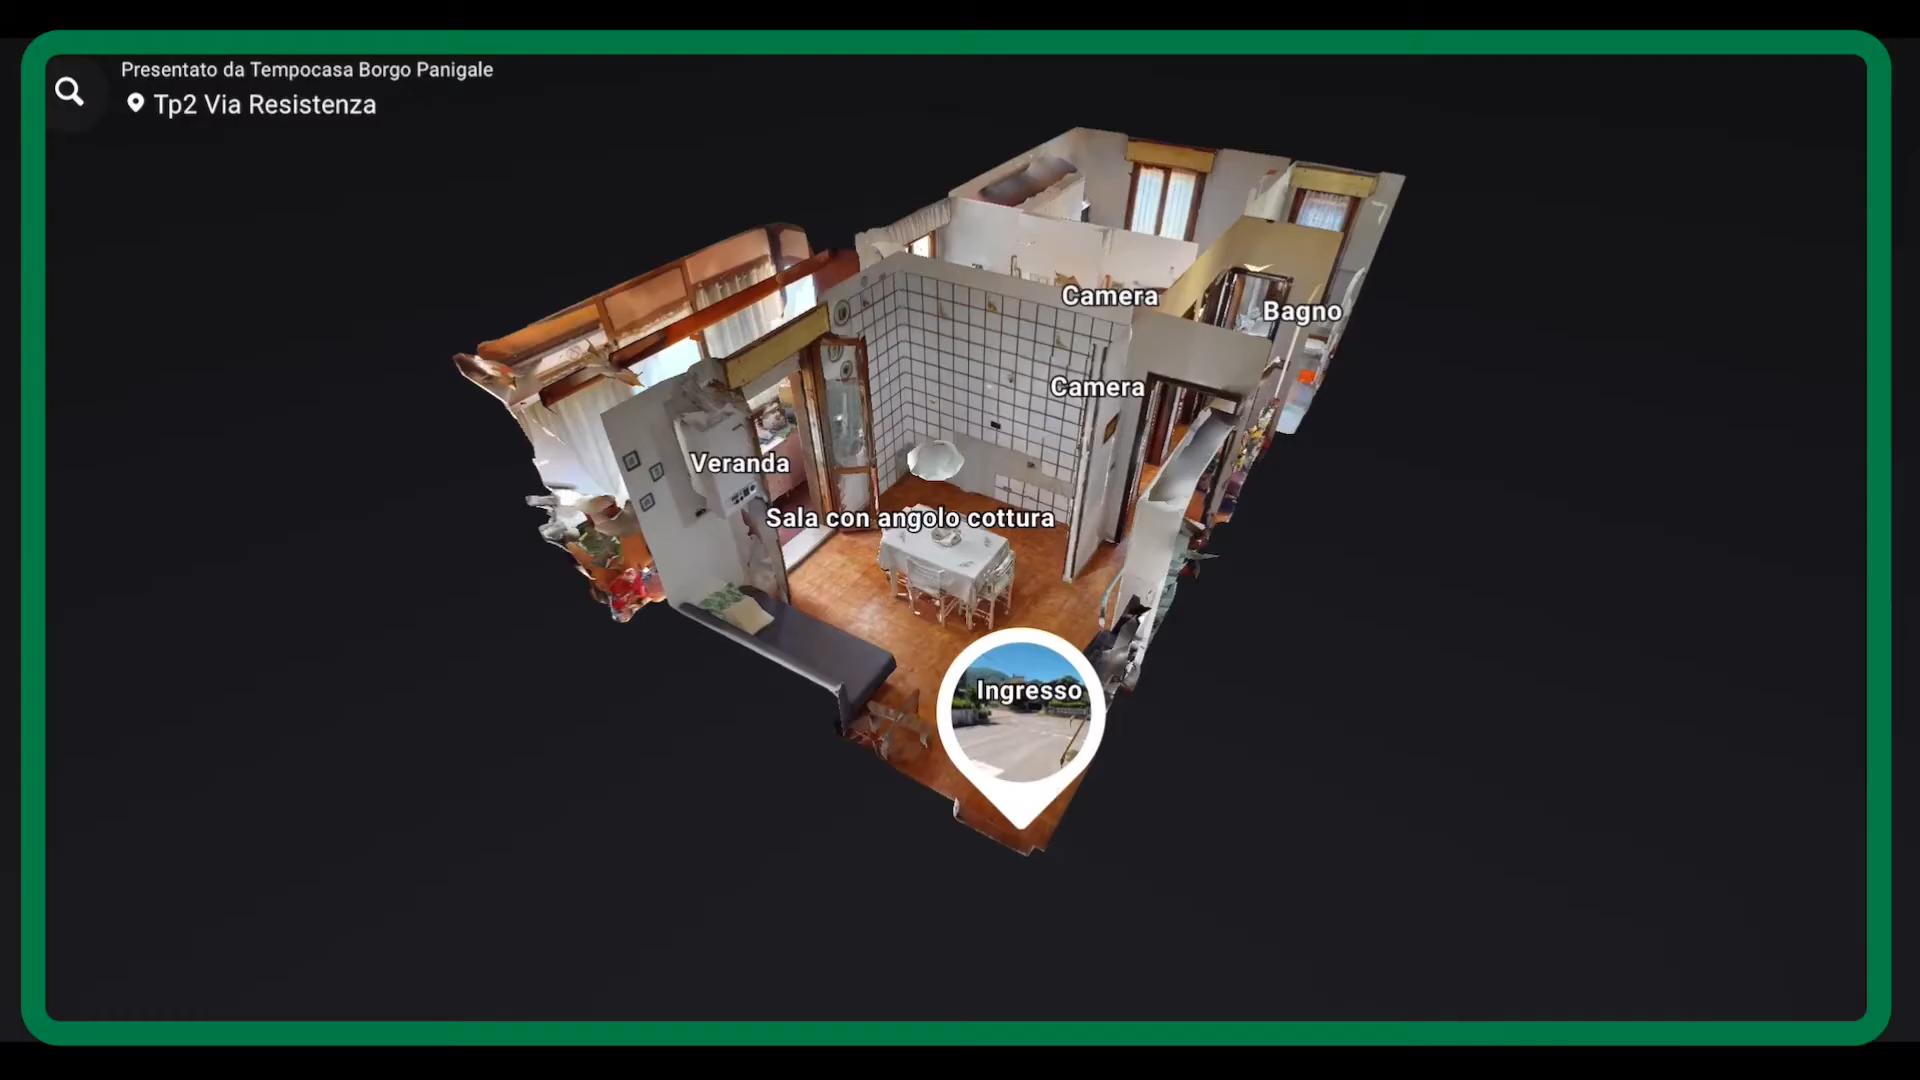 Presentato da Tempocasa Borgo Panigale
Tp2 Via Resistenza
Camera
Bagno
Camera
Veranda
Sala con angolo cottura
Ingresso